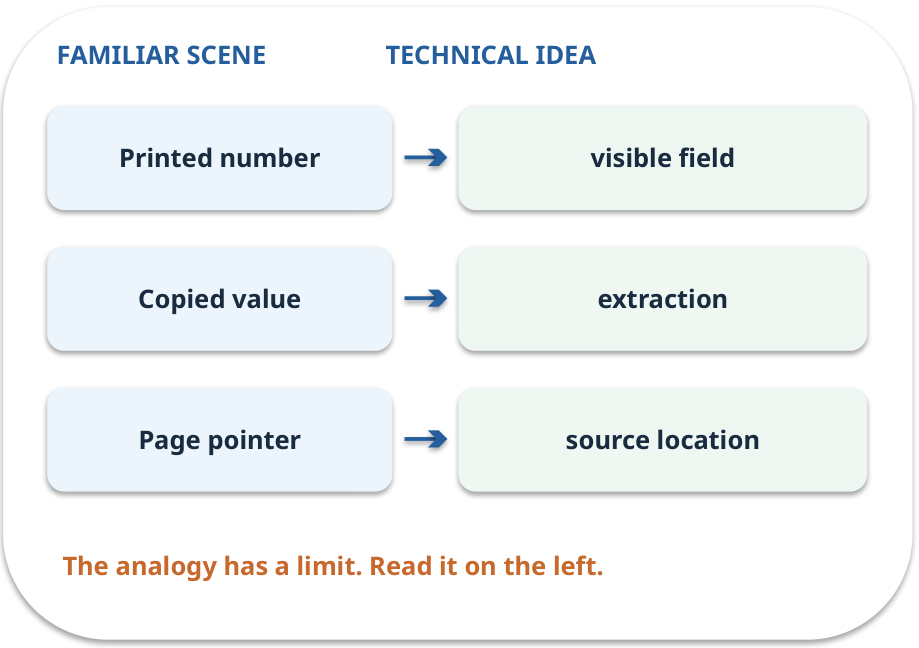 FAMILIAR SCENE TECHNICAL IDEA
Printed number visible field
Copied value extraction
Page pointer source location
The analogy has a limit. Read it on the left.